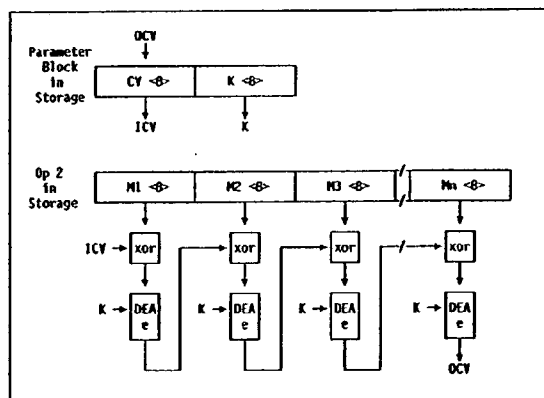 OCV
Parameter
Block
in
Storage
CV <8> K <8>
ICV K
Op 2
in
Storage
M1 <8> M2 <8> M3 <8> Mn <8>
ICV xor xor xor xor
K DEA e K DEA e K DEA e K DEA e
OCV